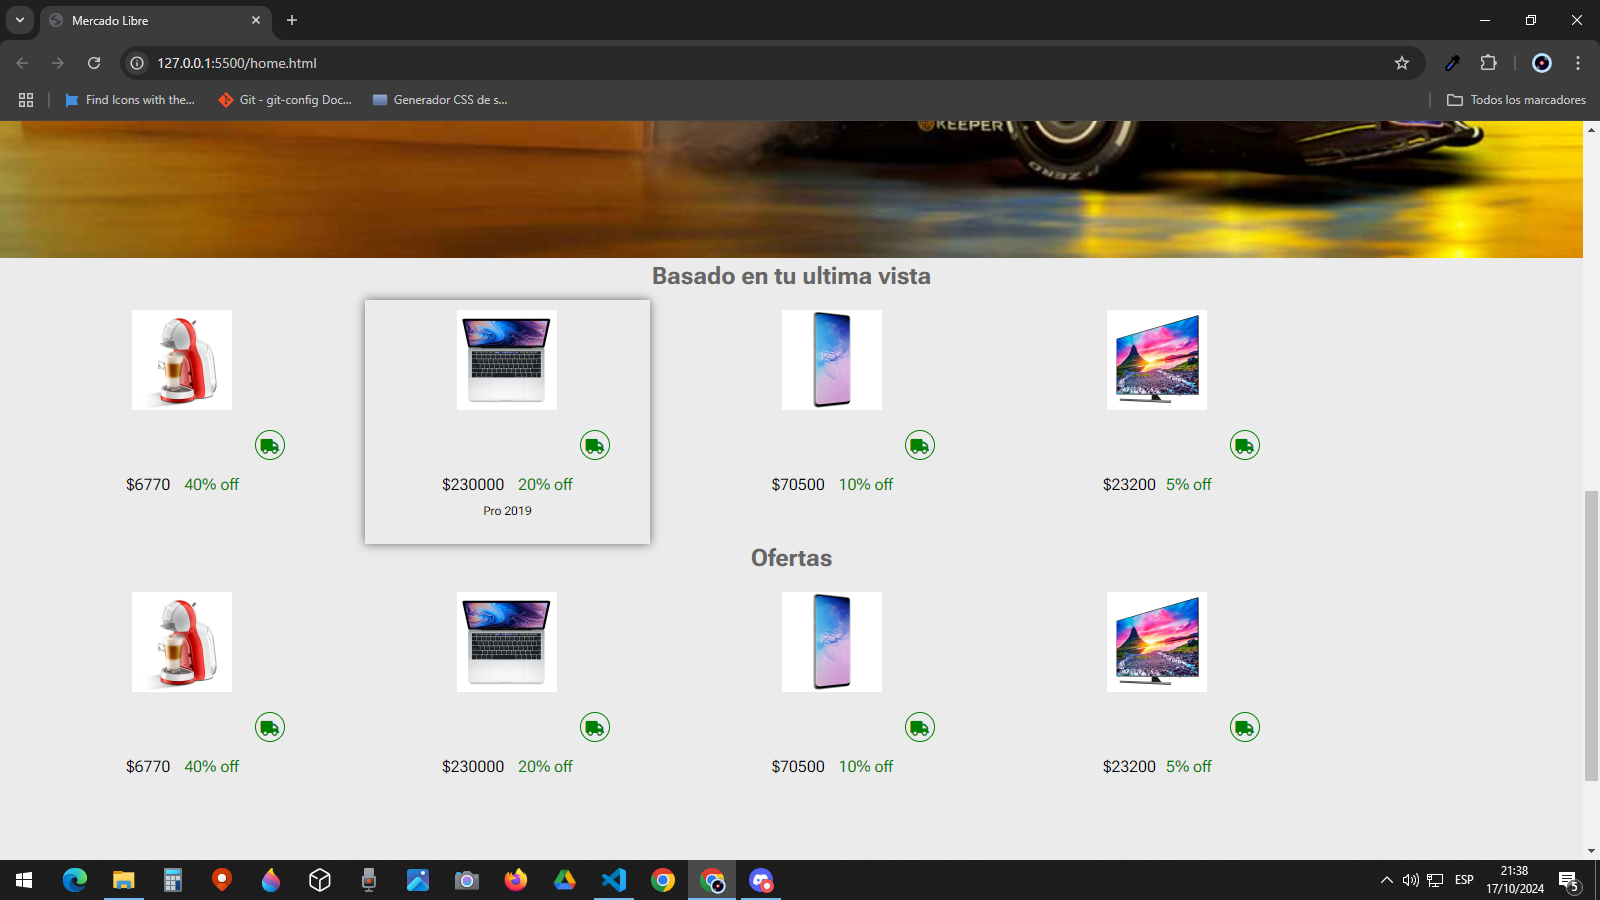 Mercado Libre
127.0.0.1:5500/home.html
Find Icons with the...
Git - git-config Doc...
Generador CSS de s...
Todos los marcadores
KEEPER
P ZERO
Basado en tu ultima vista
$6770 40% off
$230000 20% off
Pro 2019
$70500 10% off
$23200 5% off
Ofertas
$6770 40% off
$230000 20% off
$70500 10% off
$23200 5% off
ESP
21:38
17/10/2024
5